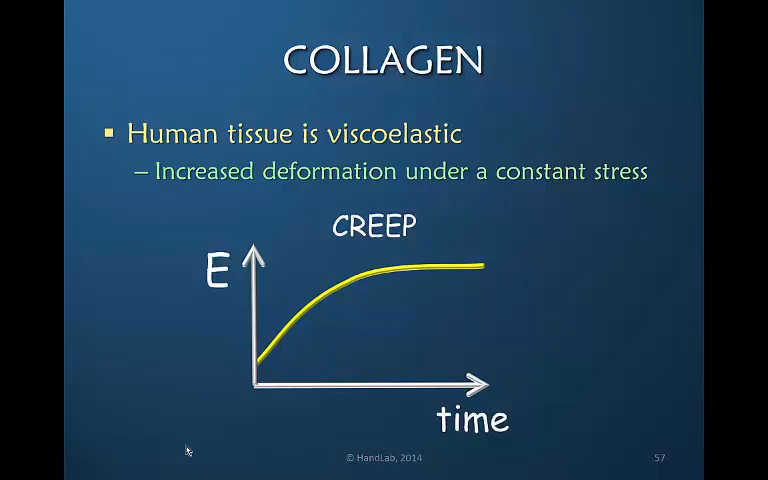 COLLAGEN
▪ Human tissue is viscoelastic
– Increased deformation under a constant stress
CREEP
E
time
© HandLab, 2014
57